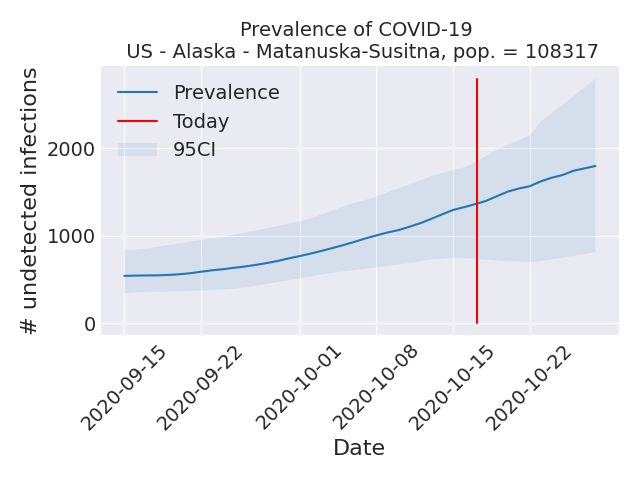 Prevalence of COVID-19
US - Alaska - Matanuska-Susitna, pop. = 108317
Prevalence
Today
95CI
# undetected infections
2000
1000
0
2020-09-15
2020-09-22
2020-10-01
2020-10-08
2020-10-15
2020-10-22
Date